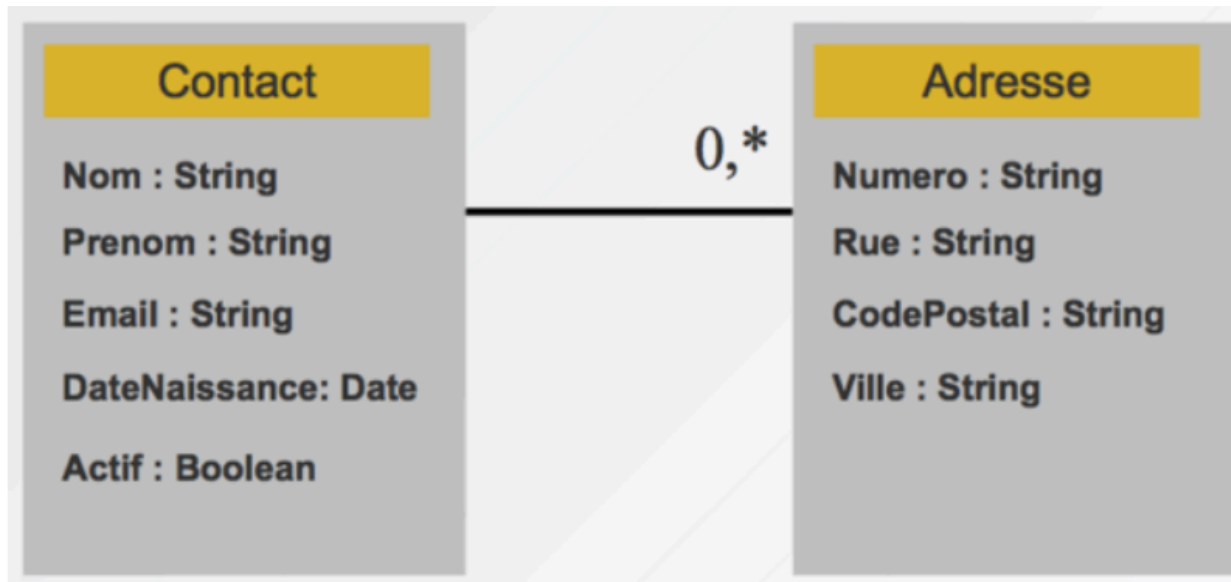 Contact
Nom : String
Prenom : String
Email : String
DateNaissance: Date
Actif : Boolean
0,*
Adresse
Numero : String
Rue : String
CodePostal : String
Ville : String